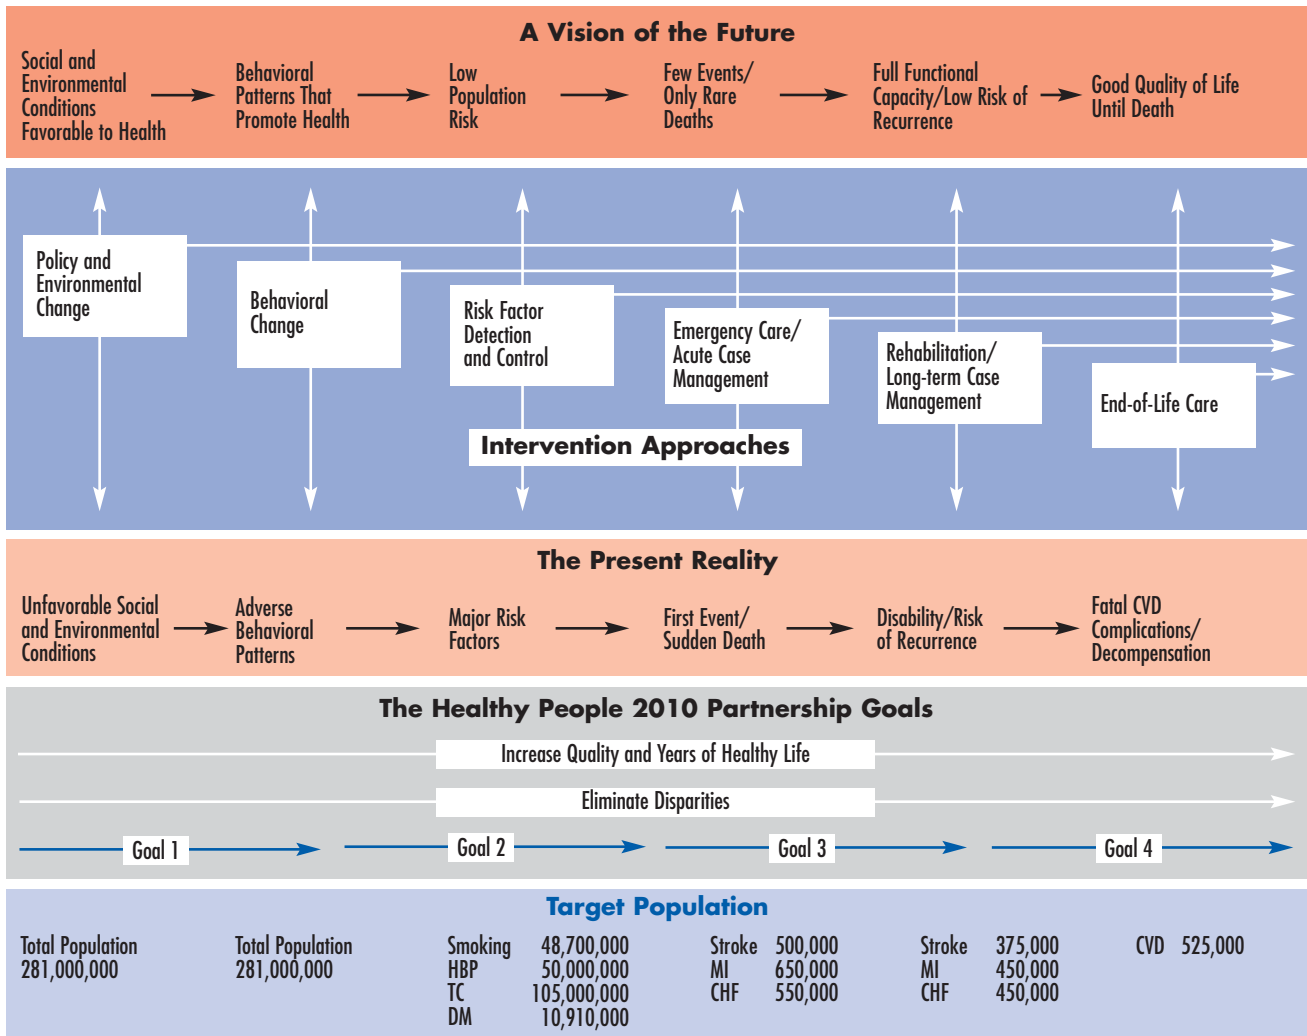 A Vision of the Future
Social and
Environmental
Conditions
Favorable to Health
Behavioral
Patterns That
Promote Health
Low
Population
Risk
Few Events/
Only Rare
Deaths
Full Functional
Capacity/Low Risk of
Recurrence
Good Quality of Life
Until Death
Policy and
Environmental
Change
Behavioral
Change
Risk Factor
Detection
and Control
Emergency Care/
Acute Case
Management
Rehabilitation/
Long-term Case
Management
End-of-Life Care
Intervention Approaches
The Present Reality
Unfavorable Social
and Environmental
Conditions
Adverse
Behavioral
Patterns
Major Risk
Factors
First Event/
Sudden Death
Disability/Risk
of Recurrence
Fatal CVD
Complications/
Decompensation
The Healthy People 2010 Partnership Goals
Increase Quality and Years of Healthy Life
Eliminate Disparities
Goal 1
Goal 2
Goal 3
Goal 4
Target Population
Total Population
281,000,000
Total Population
281,000,000
Smoking 48,700,000
HBP 50,000,000
TC 105,000,000
DM 10,910,000
Stroke 500,000
MI 650,000
CHF 550,000
Stroke 375,000
MI 450,000
CHF 450,000
CVD 525,000